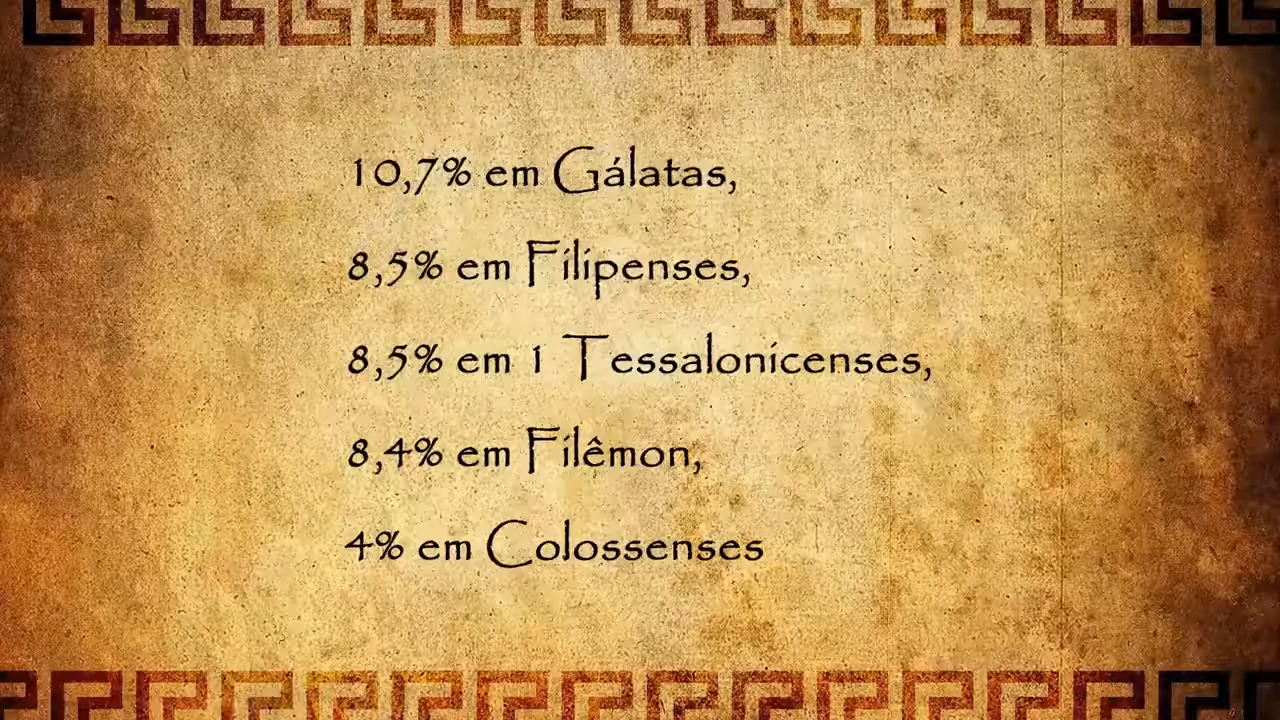 10,7% em Gálatas,
8,5% em Filipenses,
8,5% em 1 Tessalonicenses,
8,4% em Filêmon,
4% em Colossenses